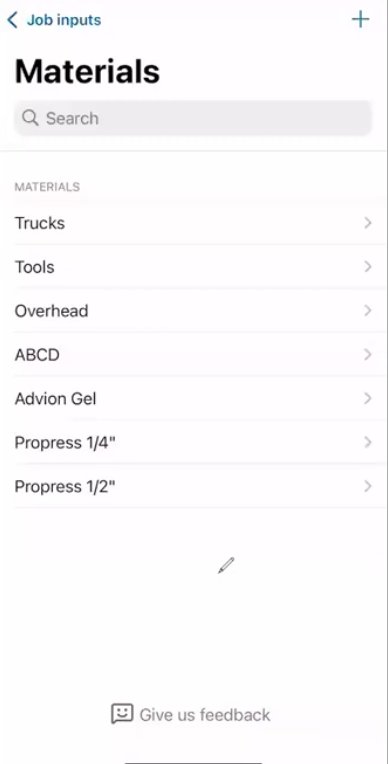 Job inputs
Materials
Search
MATERIALS
Trucks
Tools
Overhead
ABCD
Advion Gel
Propress 1/4"
Propress 1/2"
Give us feedback